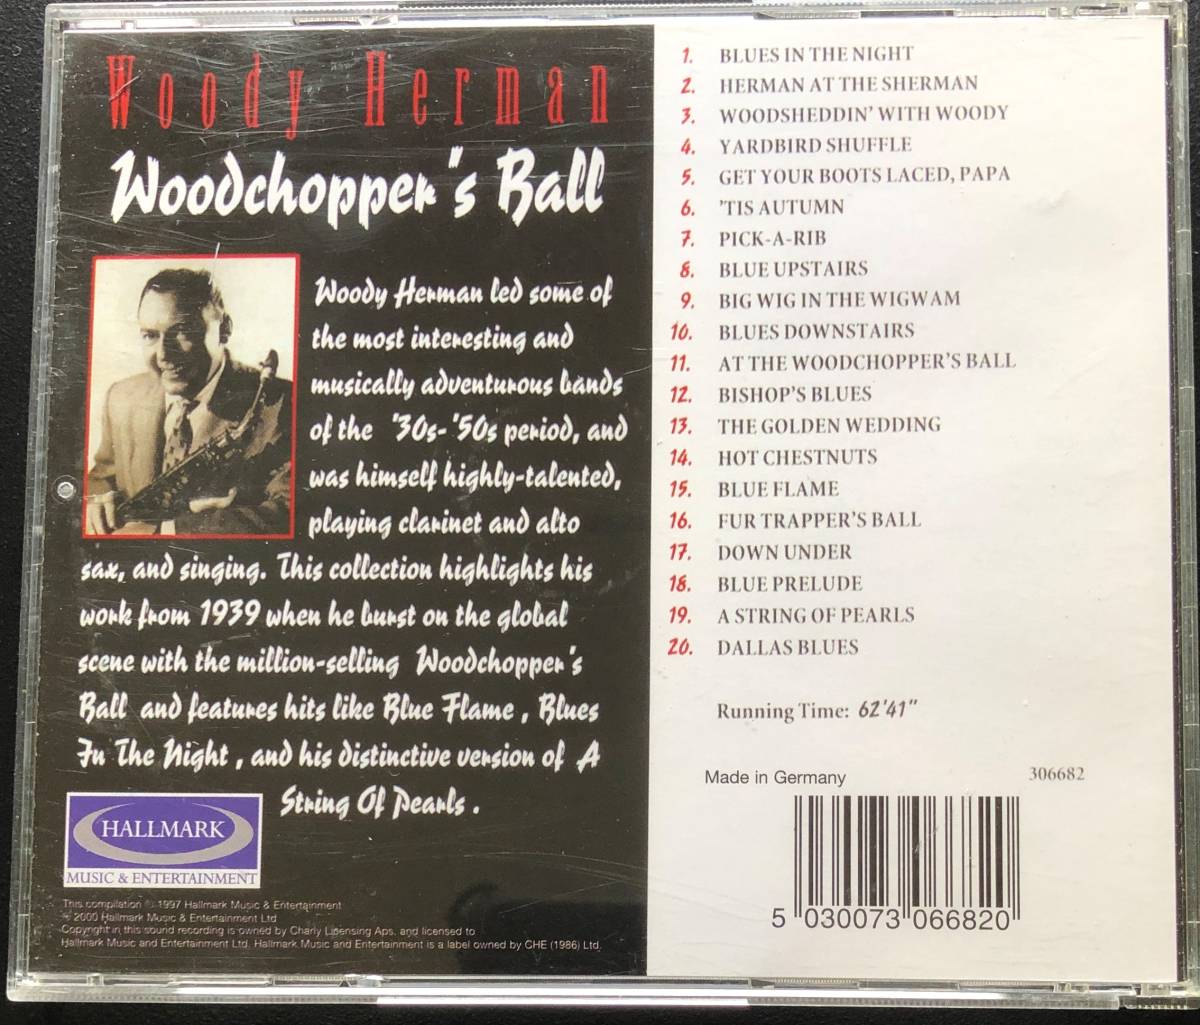 Woody Herman
Woodchopper's Ball
Woody Herman led some of
the most interesting and
musically adventurous bands
of the '30s-'50s period, and
was himself highly-talented,
playing clarinet and alto
sax, and singing. This collection highlights his
work from 1939 when he burst on the global
scene with the million-selling Woodchopper's
Ball and features hits like Blue Flame, Blues
In The Night, and his distinctive version of A
String Of Pearls.
HALLMARK
MUSIC & ENTERTAINMENT
This compilation © 1997 Hallmark Music & Entertainment
℗ 2000 Hallmark Music & Entertainment Ltd
Copyright in this sound recording is owned by Charly Licensing Aps. and licensed to
Hallmark Music and Entertainment Ltd. Hallmark Music and Entertainment is a label owned by CHE (1986) Ltd.
1. BLUES IN THE NIGHT
2. HERMAN AT THE SHERMAN
3. WOODSHEDDIN' WITH WOODY
4. YARDBIRD SHUFFLE
5. GET YOUR BOOTS LACED, PAPA
6. 'TIS AUTUMN
7. PICK-A-RIB
8. BLUE UPSTAIRS
9. BIG WIG IN THE WIGWAM
10. BLUES DOWNSTAIRS
11. AT THE WOODCHOPPER'S BALL
12. BISHOP'S BLUES
13. THE GOLDEN WEDDING
14. HOT CHESTNUTS
15. BLUE FLAME
16. FUR TRAPPER'S BALL
17. DOWN UNDER
18. BLUE PRELUDE
19. A STRING OF PEARLS
20. DALLAS BLUES
Running Time: 62'41"
Made in Germany 306682
5 030073 066820